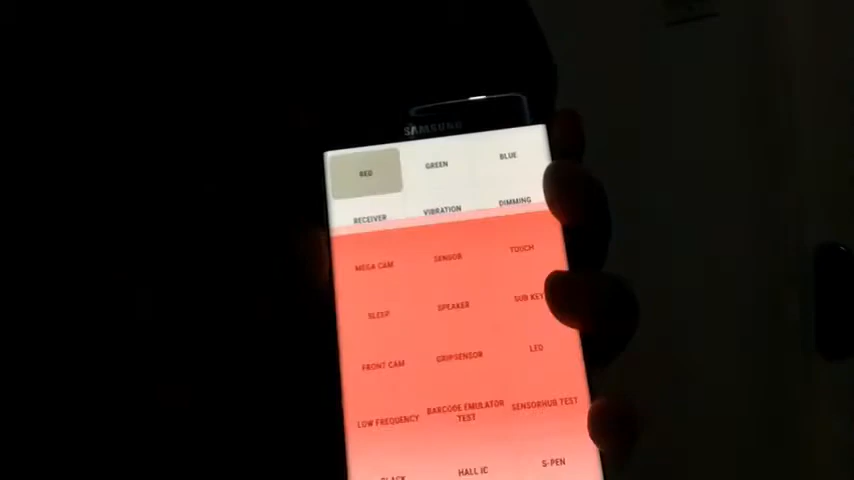 SAMSUNG
RED GREEN BLUE
RECEIVER VIBRATION DIMMING
MEGA CAM SENSOR TOUCH
SLEEP SPEAKER SUB KEY
FRONT CAM GRIPSENSOR LED
LOW FREQUENCY BARCODE EMULATOR TEST SENSORHUB TEST
BLACK HALL IC S-PEN